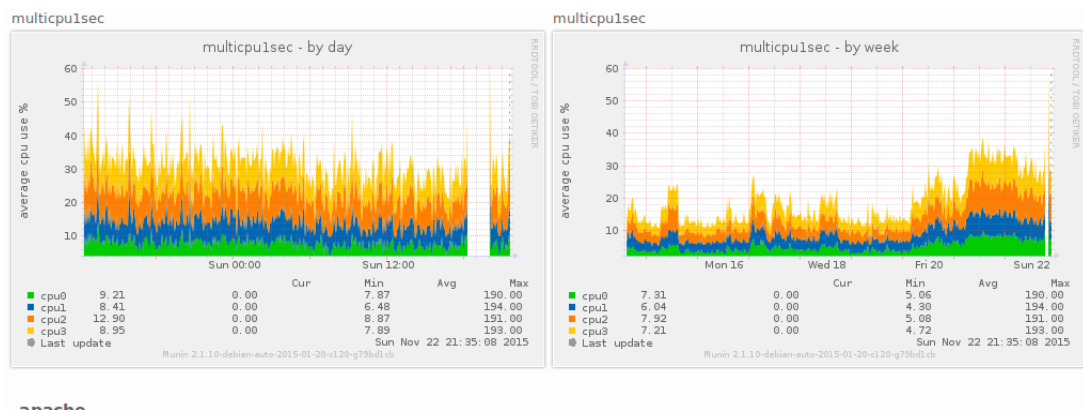 multicpu1sec
multicpu1sec - by day
RRDTOOL / TOBI OETIKER
average cpu use %
60
50
40
30
20
10
Sun 00:00 Sun 12:00
Cur Min Avg Max
cpu0 9.21 0.00 7.87 190.00
cpu1 8.41 0.00 6.48 194.00
cpu2 12.90 0.00 8.87 191.00
cpu3 8.95 0.00 7.89 193.00
Last update Sun Nov 22 21:35:08 2015
Munin 2.1.10-debian-auto-2015-01-20-c120-g79bd1cb
multicpu1sec
multicpu1sec - by week
RRDTOOL / TOBI OETIKER
average cpu use %
60
50
40
30
20
10
Mon 16 Wed 18 Fri 20 Sun 22
Cur Min Avg Max
cpu0 7.31 0.00 5.06 190.00
cpu1 6.04 0.00 4.30 194.00
cpu2 7.92 0.00 5.08 191.00
cpu3 7.21 0.00 4.72 193.00
Last update Sun Nov 22 21:35:08 2015
Munin 2.1.10-debian-auto-2015-01-20-c120-g79bd1cb
apache